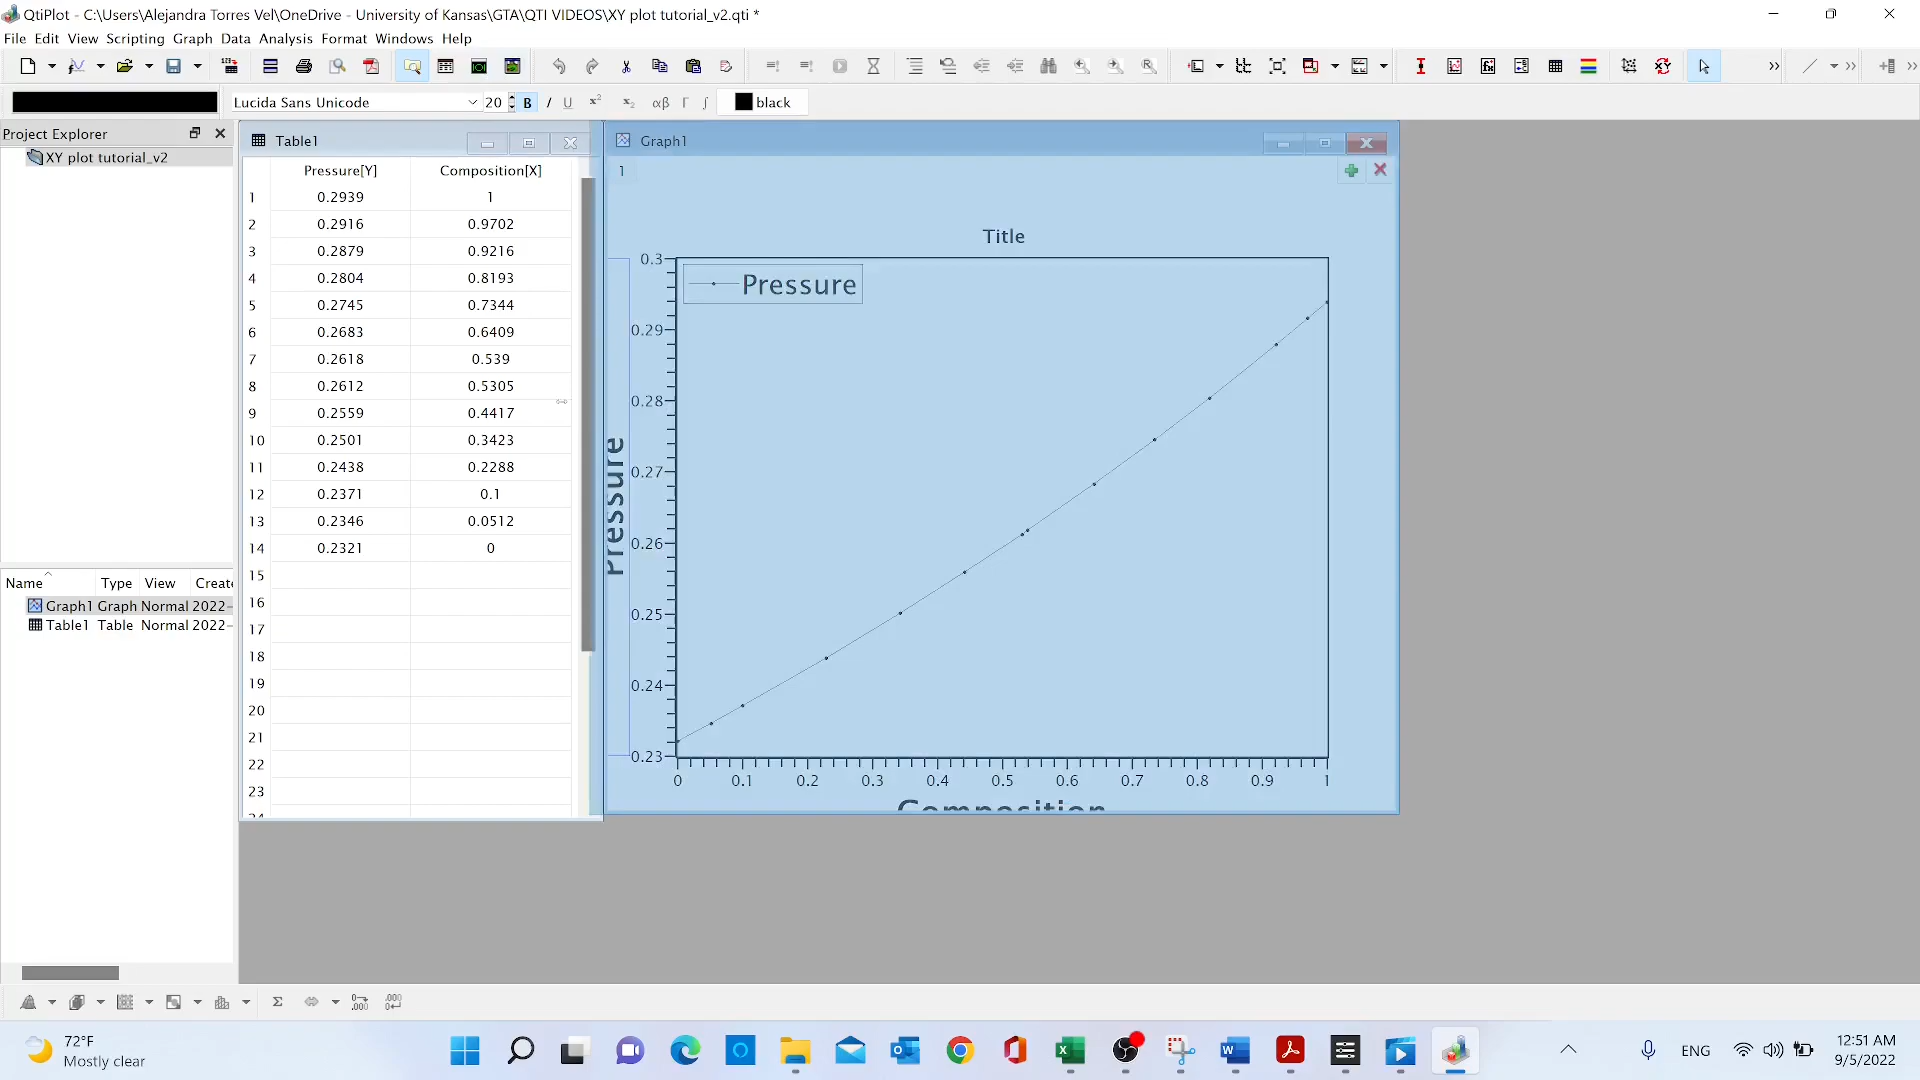 QtiPlot - C:\Users\Alejandra Torres Vel\OneDrive - University of Kansas\GTA\QTI VIDEOS\XY plot tutorial_v2.qti *
File Edit View Scripting Graph Data Analysis Format Windows Help
Lucida Sans Unicode 20 B I U x² x₂ αβ Γ ∫ black
Project Explorer
XY plot tutorial_v2
Name Type View Create
Graph1 Graph Normal 2022-
Table1 Table Normal 2022-
Table1
Pressure[Y] Composition[X]
1 0.2939 1
2 0.2916 0.9702
3 0.2879 0.9216
4 0.2804 0.8193
5 0.2745 0.7344
6 0.2683 0.6409
7 0.2618 0.539
8 0.2612 0.5305
9 0.2559 0.4417
10 0.2501 0.3423
11 0.2438 0.2288
12 0.2371 0.1
13 0.2346 0.0512
14 0.2321 0
15
16
17
18
19
20
21
22
23
Graph1
1
Title
Pressure
0.3
0.29
0.28
0.27
0.26
0.25
0.24
0.23
Pressure
0 0.1 0.2 0.3 0.4 0.5 0.6 0.7 0.8 0.9 1
Composition
72°F
Mostly clear
ENG
12:51 AM
9/5/2022